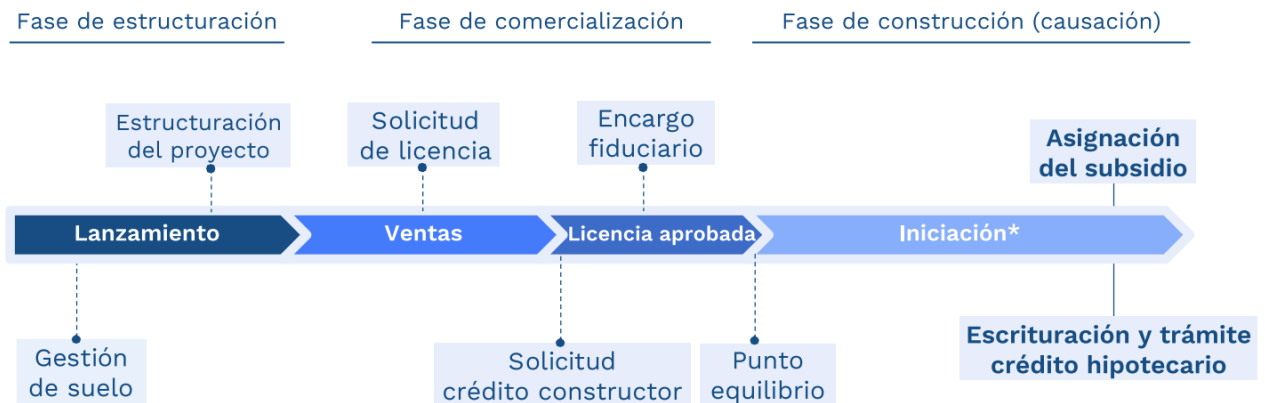 Fase de estructuración
Fase de comercialización
Fase de construcción (causación)
Estructuración
del proyecto
Solicitud
de licencia
Encargo
fiduciario
Asignación
del subsidio
Lanzamiento
Ventas
Licencia aprobada
Iniciación*
Gestión
de suelo
Solicitud
crédito constructor
Punto
equilibrio
Escrituración y trámite
crédito hipotecario